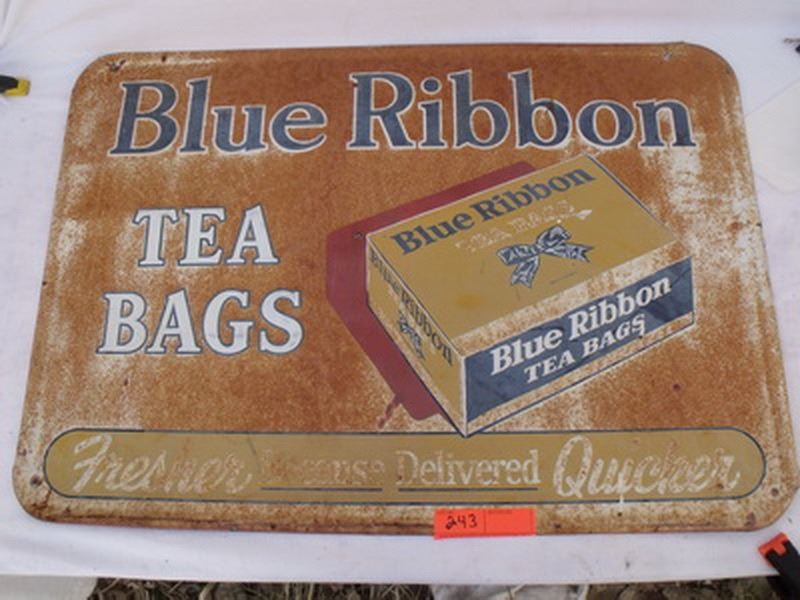 Blue Ribbon
TEA
BAGS
Blue Ribbon
TEA BAGS
Blue Ribbon
Blue Ribbon
TEA BAGS
Fresher Because Delivered Quicker
243